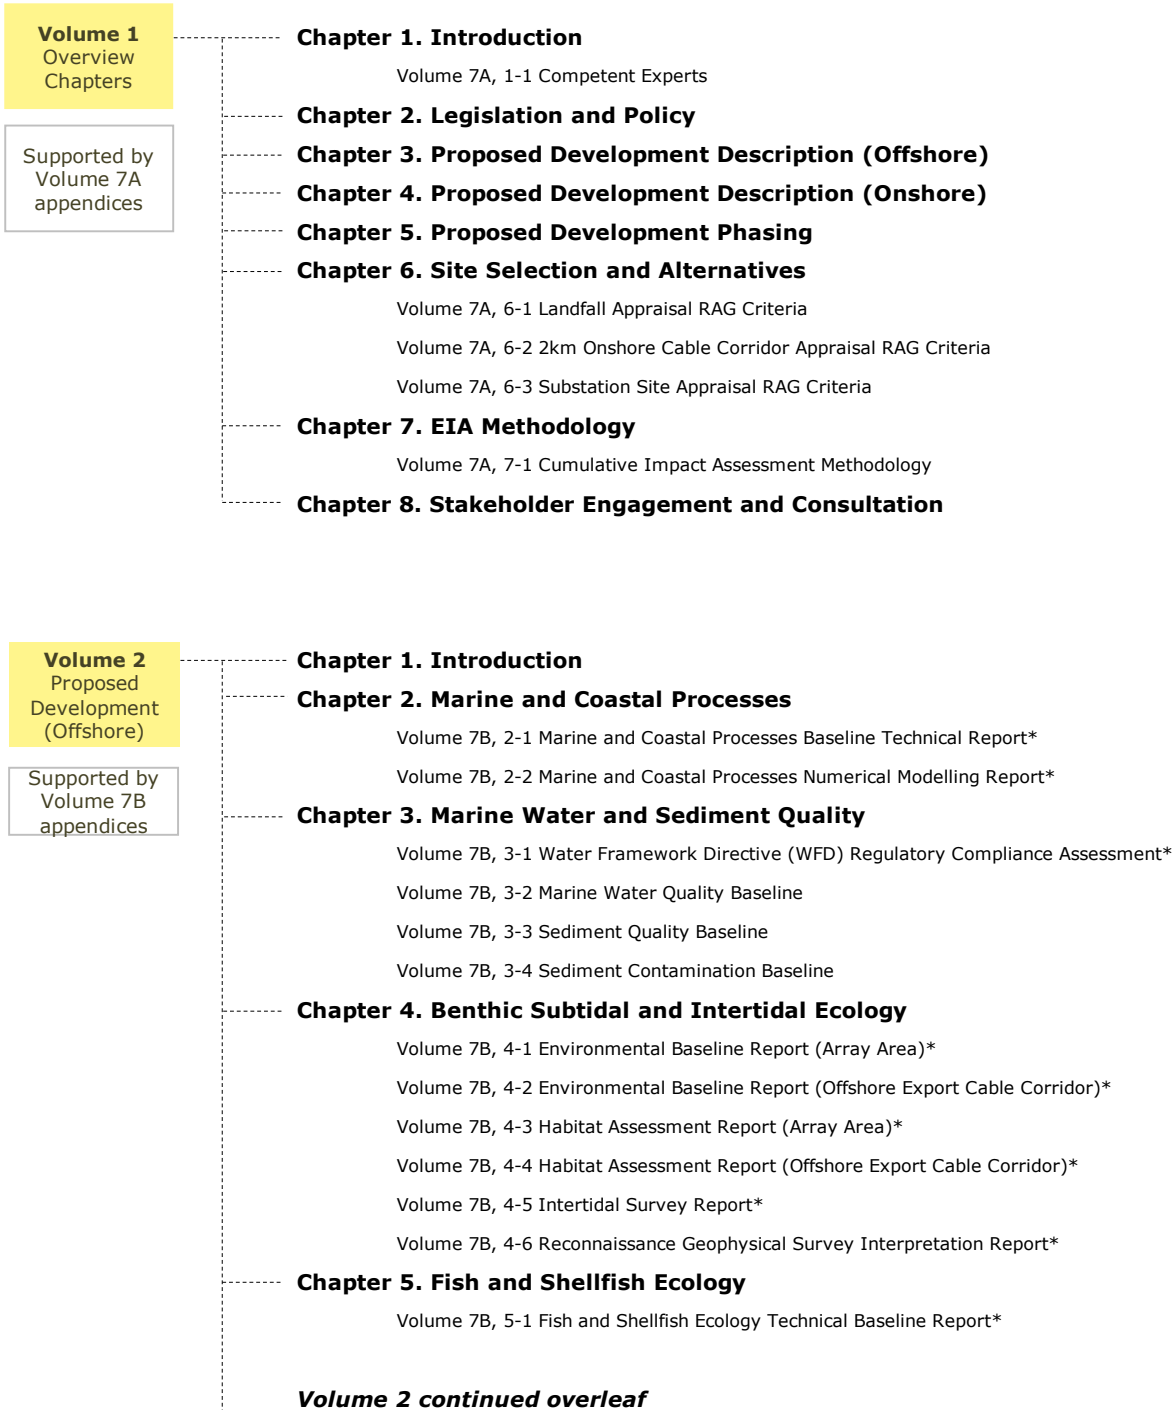 Volume 1
Overview
Chapters
Supported by
Volume 7A
appendices
Chapter 1. Introduction
Volume 7A, 1-1 Competent Experts
Chapter 2. Legislation and Policy
Chapter 3. Proposed Development Description (Offshore)
Chapter 4. Proposed Development Description (Onshore)
Chapter 5. Proposed Development Phasing
Chapter 6. Site Selection and Alternatives
Volume 7A, 6-1 Landfall Appraisal RAG Criteria
Volume 7A, 6-2 2km Onshore Cable Corridor Appraisal RAG Criteria
Volume 7A, 6-3 Substation Site Appraisal RAG Criteria
Chapter 7. EIA Methodology
Volume 7A, 7-1 Cumulative Impact Assessment Methodology
Chapter 8. Stakeholder Engagement and Consultation
Volume 2
Proposed
Development
(Offshore)
Supported by
Volume 7B
appendices
Chapter 1. Introduction
Chapter 2. Marine and Coastal Processes
Volume 7B, 2-1 Marine and Coastal Processes Baseline Technical Report*
Volume 7B, 2-2 Marine and Coastal Processes Numerical Modelling Report*
Chapter 3. Marine Water and Sediment Quality
Volume 7B, 3-1 Water Framework Directive (WFD) Regulatory Compliance Assessment*
Volume 7B, 3-2 Marine Water Quality Baseline
Volume 7B, 3-3 Sediment Quality Baseline
Volume 7B, 3-4 Sediment Contamination Baseline
Chapter 4. Benthic Subtidal and Intertidal Ecology
Volume 7B, 4-1 Environmental Baseline Report (Array Area)*
Volume 7B, 4-2 Environmental Baseline Report (Offshore Export Cable Corridor)*
Volume 7B, 4-3 Habitat Assessment Report (Array Area)*
Volume 7B, 4-4 Habitat Assessment Report (Offshore Export Cable Corridor)*
Volume 7B, 4-5 Intertidal Survey Report*
Volume 7B, 4-6 Reconnaissance Geophysical Survey Interpretation Report*
Chapter 5. Fish and Shellfish Ecology
Volume 7B, 5-1 Fish and Shellfish Ecology Technical Baseline Report*
Volume 2 continued overleaf